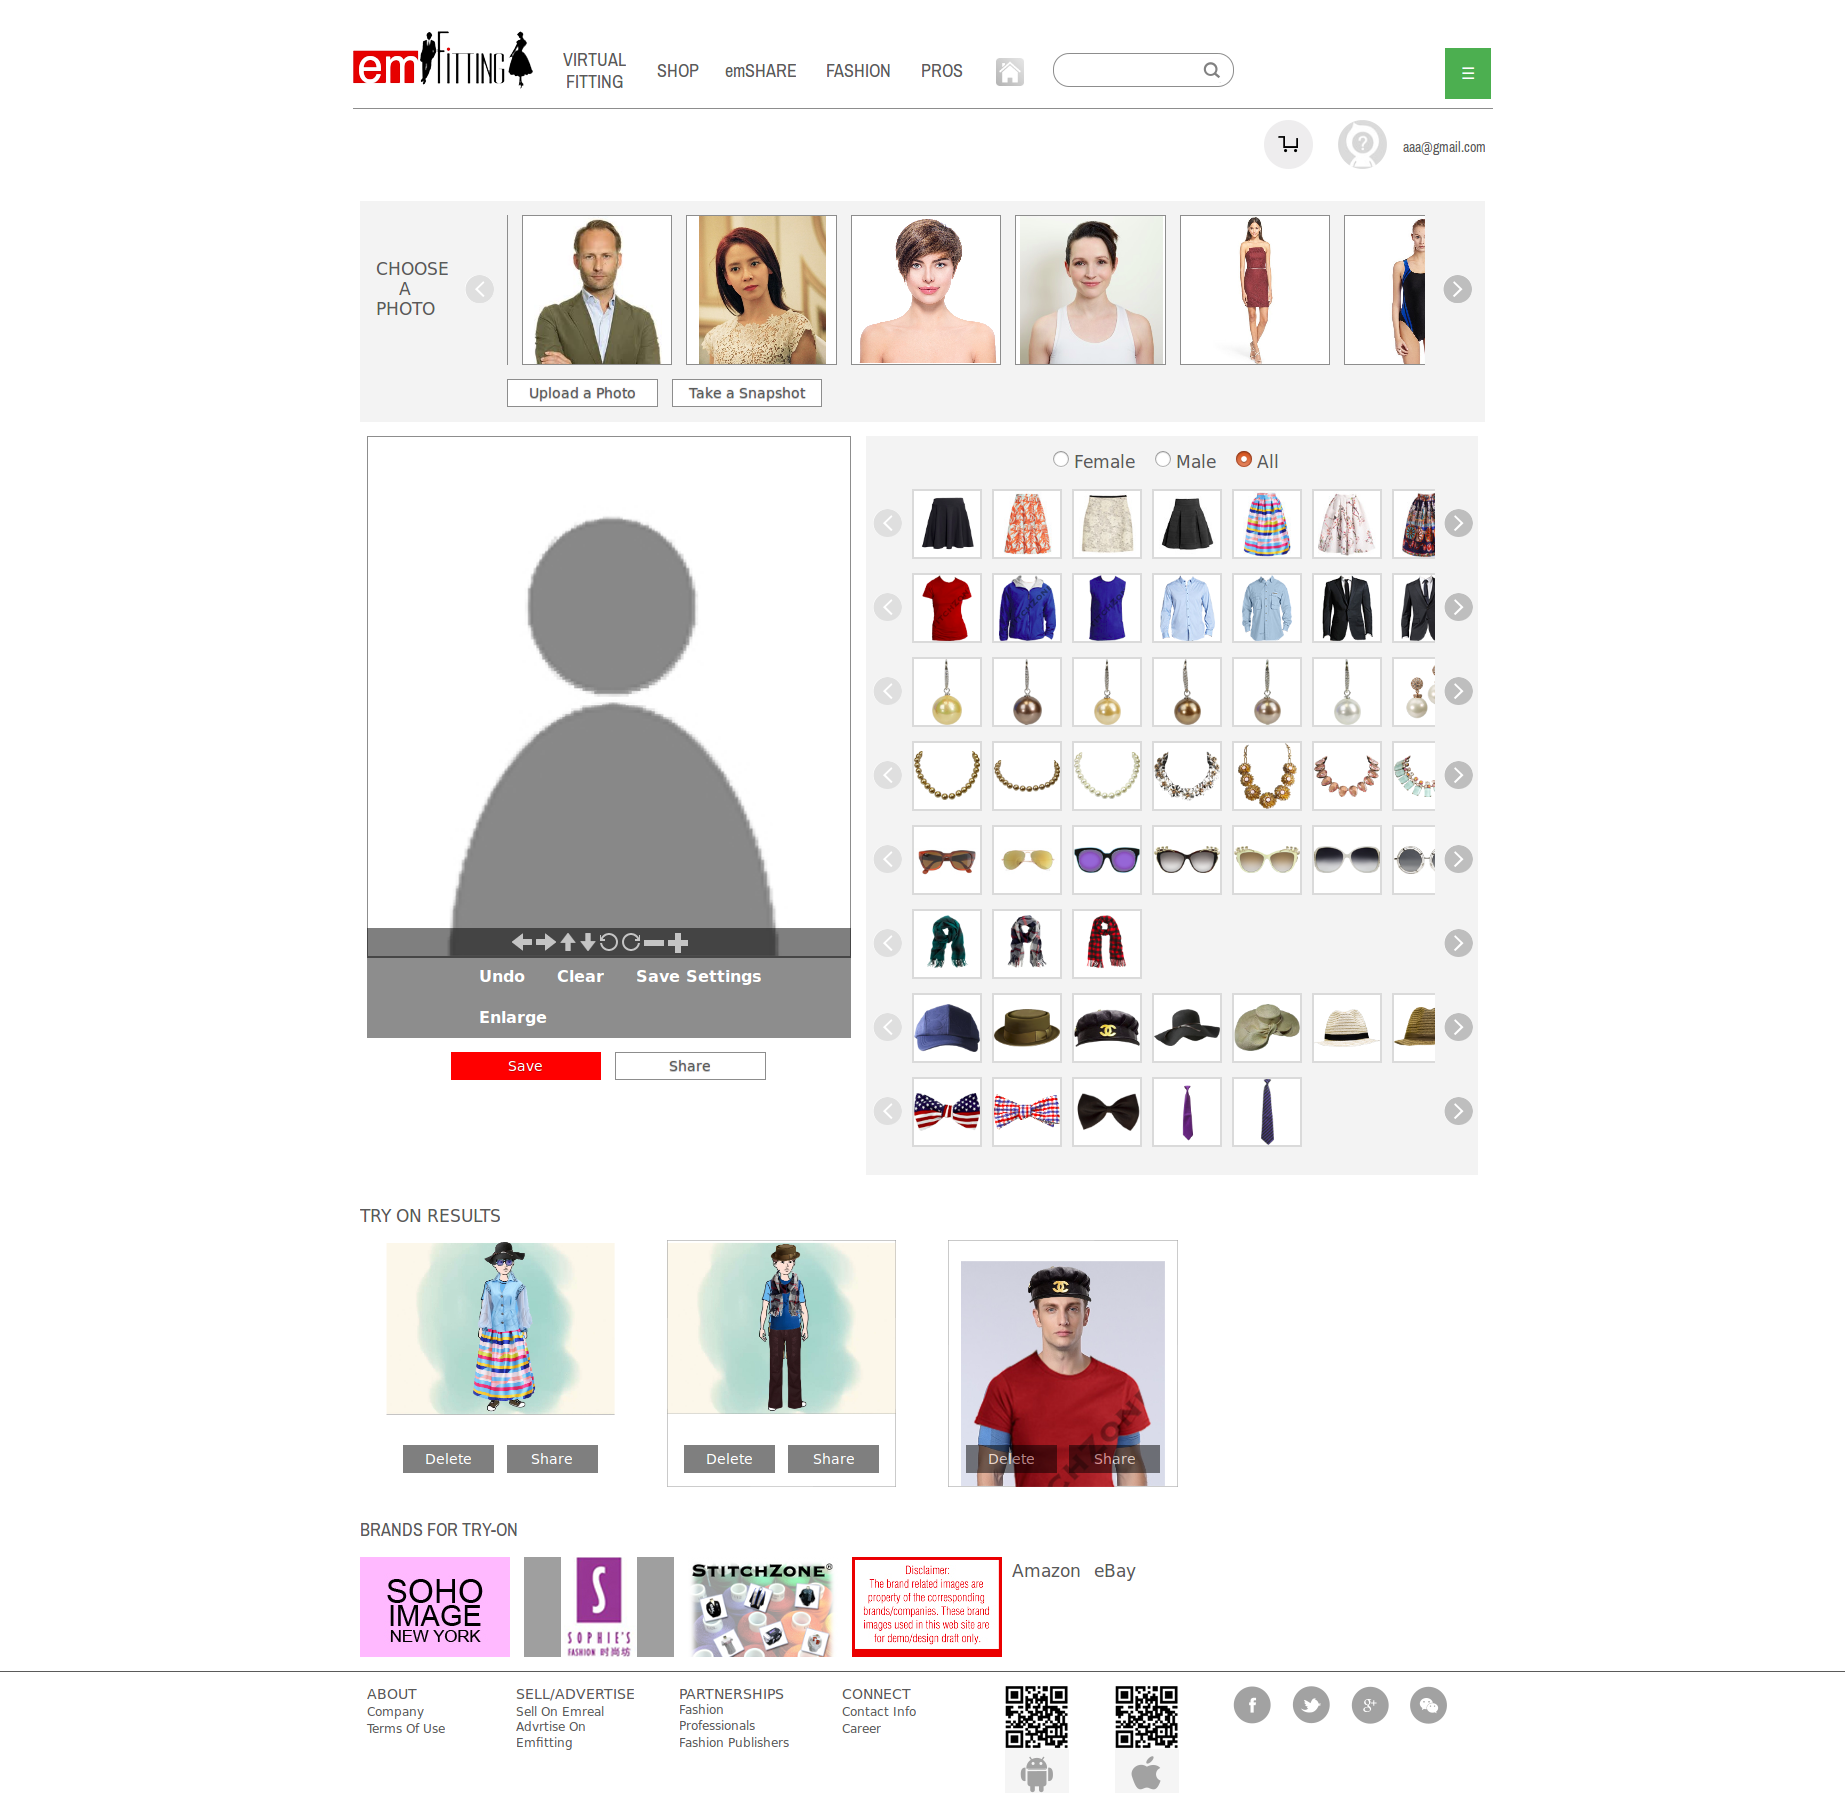 em FITTING
VIRTUAL
FITTING
SHOP
emSHARE
FASHION
PROS
aaa@gmail.com
CHOOSE
A
PHOTO
Upload a Photo
Take a Snapshot
Female
Male
All
Undo
Clear
Save Settings
Enlarge
Save
Share
TRY ON RESULTS
Delete
Share
Delete
Share
Delete
Share
BRANDS FOR TRY-ON
SOHO
IMAGE
NEW YORK
S
SOPHIE'S
FASHION 时尚坊
STITCHZONE®
Disclaimer:
The brand related images are
property of the corresponding
brands/companies. These brand
images used in this web site are
for demo/design draft only.
Amazon
eBay
ABOUT
Company
Terms Of Use
SELL/ADVERTISE
Sell On Emreal
Advrtise On
Emfitting
PARTNERSHIPS
Fashion
Professionals
Fashion Publishers
CONNECT
Contact Info
Career